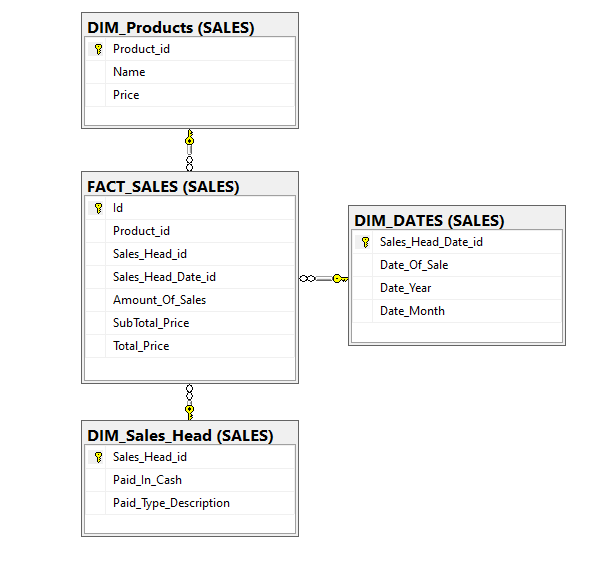 DIM_Products (SALES)
Product_id
Name
Price
FACT_SALES (SALES)
Id
Product_id
Sales_Head_id
Sales_Head_Date_id
Amount_Of_Sales
SubTotal_Price
Total_Price
DIM_DATES (SALES)
Sales_Head_Date_id
Date_Of_Sale
Date_Year
Date_Month
DIM_Sales_Head (SALES)
Sales_Head_id
Paid_In_Cash
Paid_Type_Description